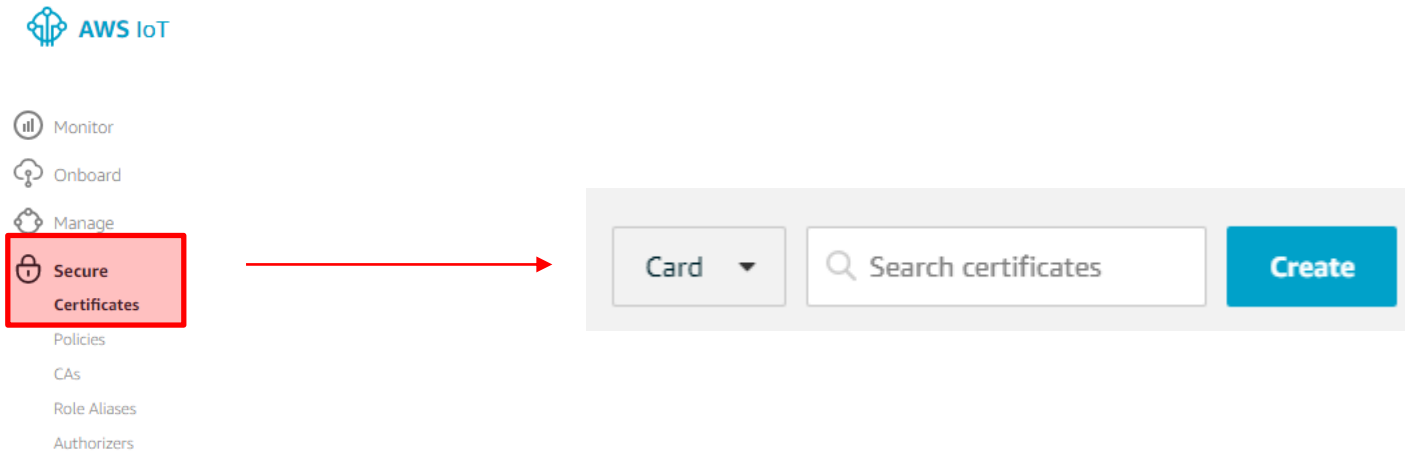 AWS IoT
Monitor
Onboard
Manage
Secure
Certificates
Policies
CAs
Role Aliases
Authorizers
Card
Search certificates
Create